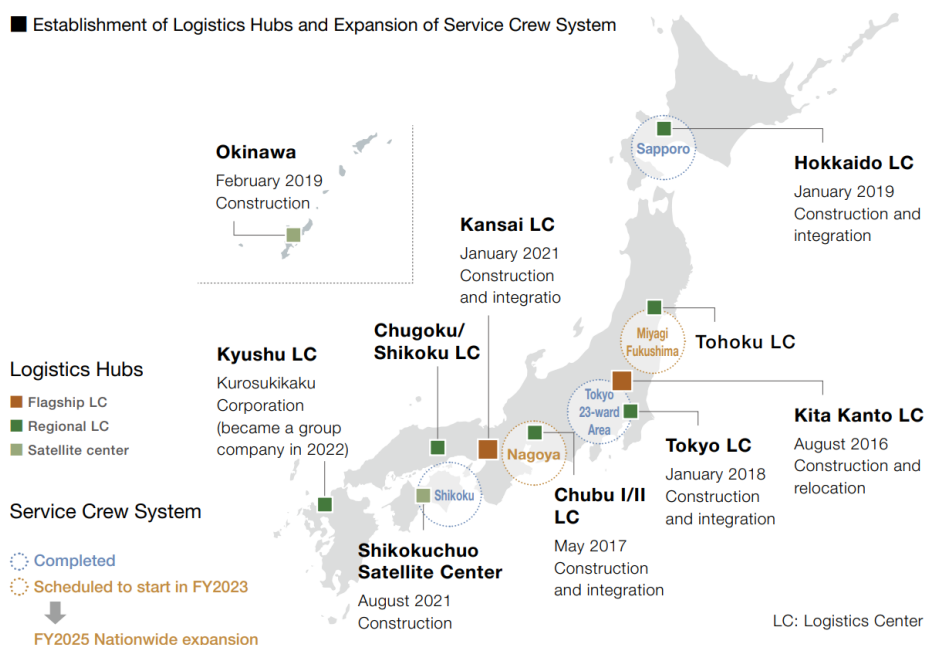 Establishment of Logistics Hubs and Expansion of Service Crew System
Okinawa
February 2019
Construction
Sapporo
Hokkaido LC
January 2019
Construction and
integration
Kansai LC
January 2021
Construction
and integratio
Chugoku/
Shikoku LC
Kyushu LC
Kurosukikaku
Corporation
(became a group
company in 2022)
Miyagi
Fukushima
Tohoku LC
Tokyo
23-ward
Area
Kita Kanto LC
August 2016
Construction and
relocation
Tokyo LC
January 2018
Construction
and integration
Nagoya
Chubu I/II
LC
May 2017
Construction
and integration
Shikoku
Shikokuchuo
Satellite Center
August 2021
Construction
Logistics Hubs
Flagship LC
Regional LC
Satellite center
Service Crew System
Completed
Scheduled to start in FY2023
FY2025 Nationwide expansion
LC: Logistics Center